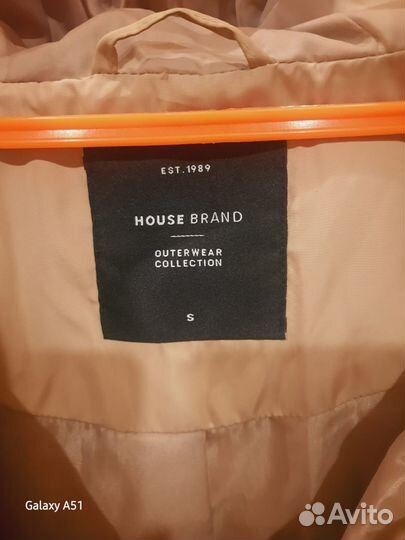 EST.1989
HOUSE BRAND
OUTERWEAR
COLLECTION
S
Galaxy A51
Avito